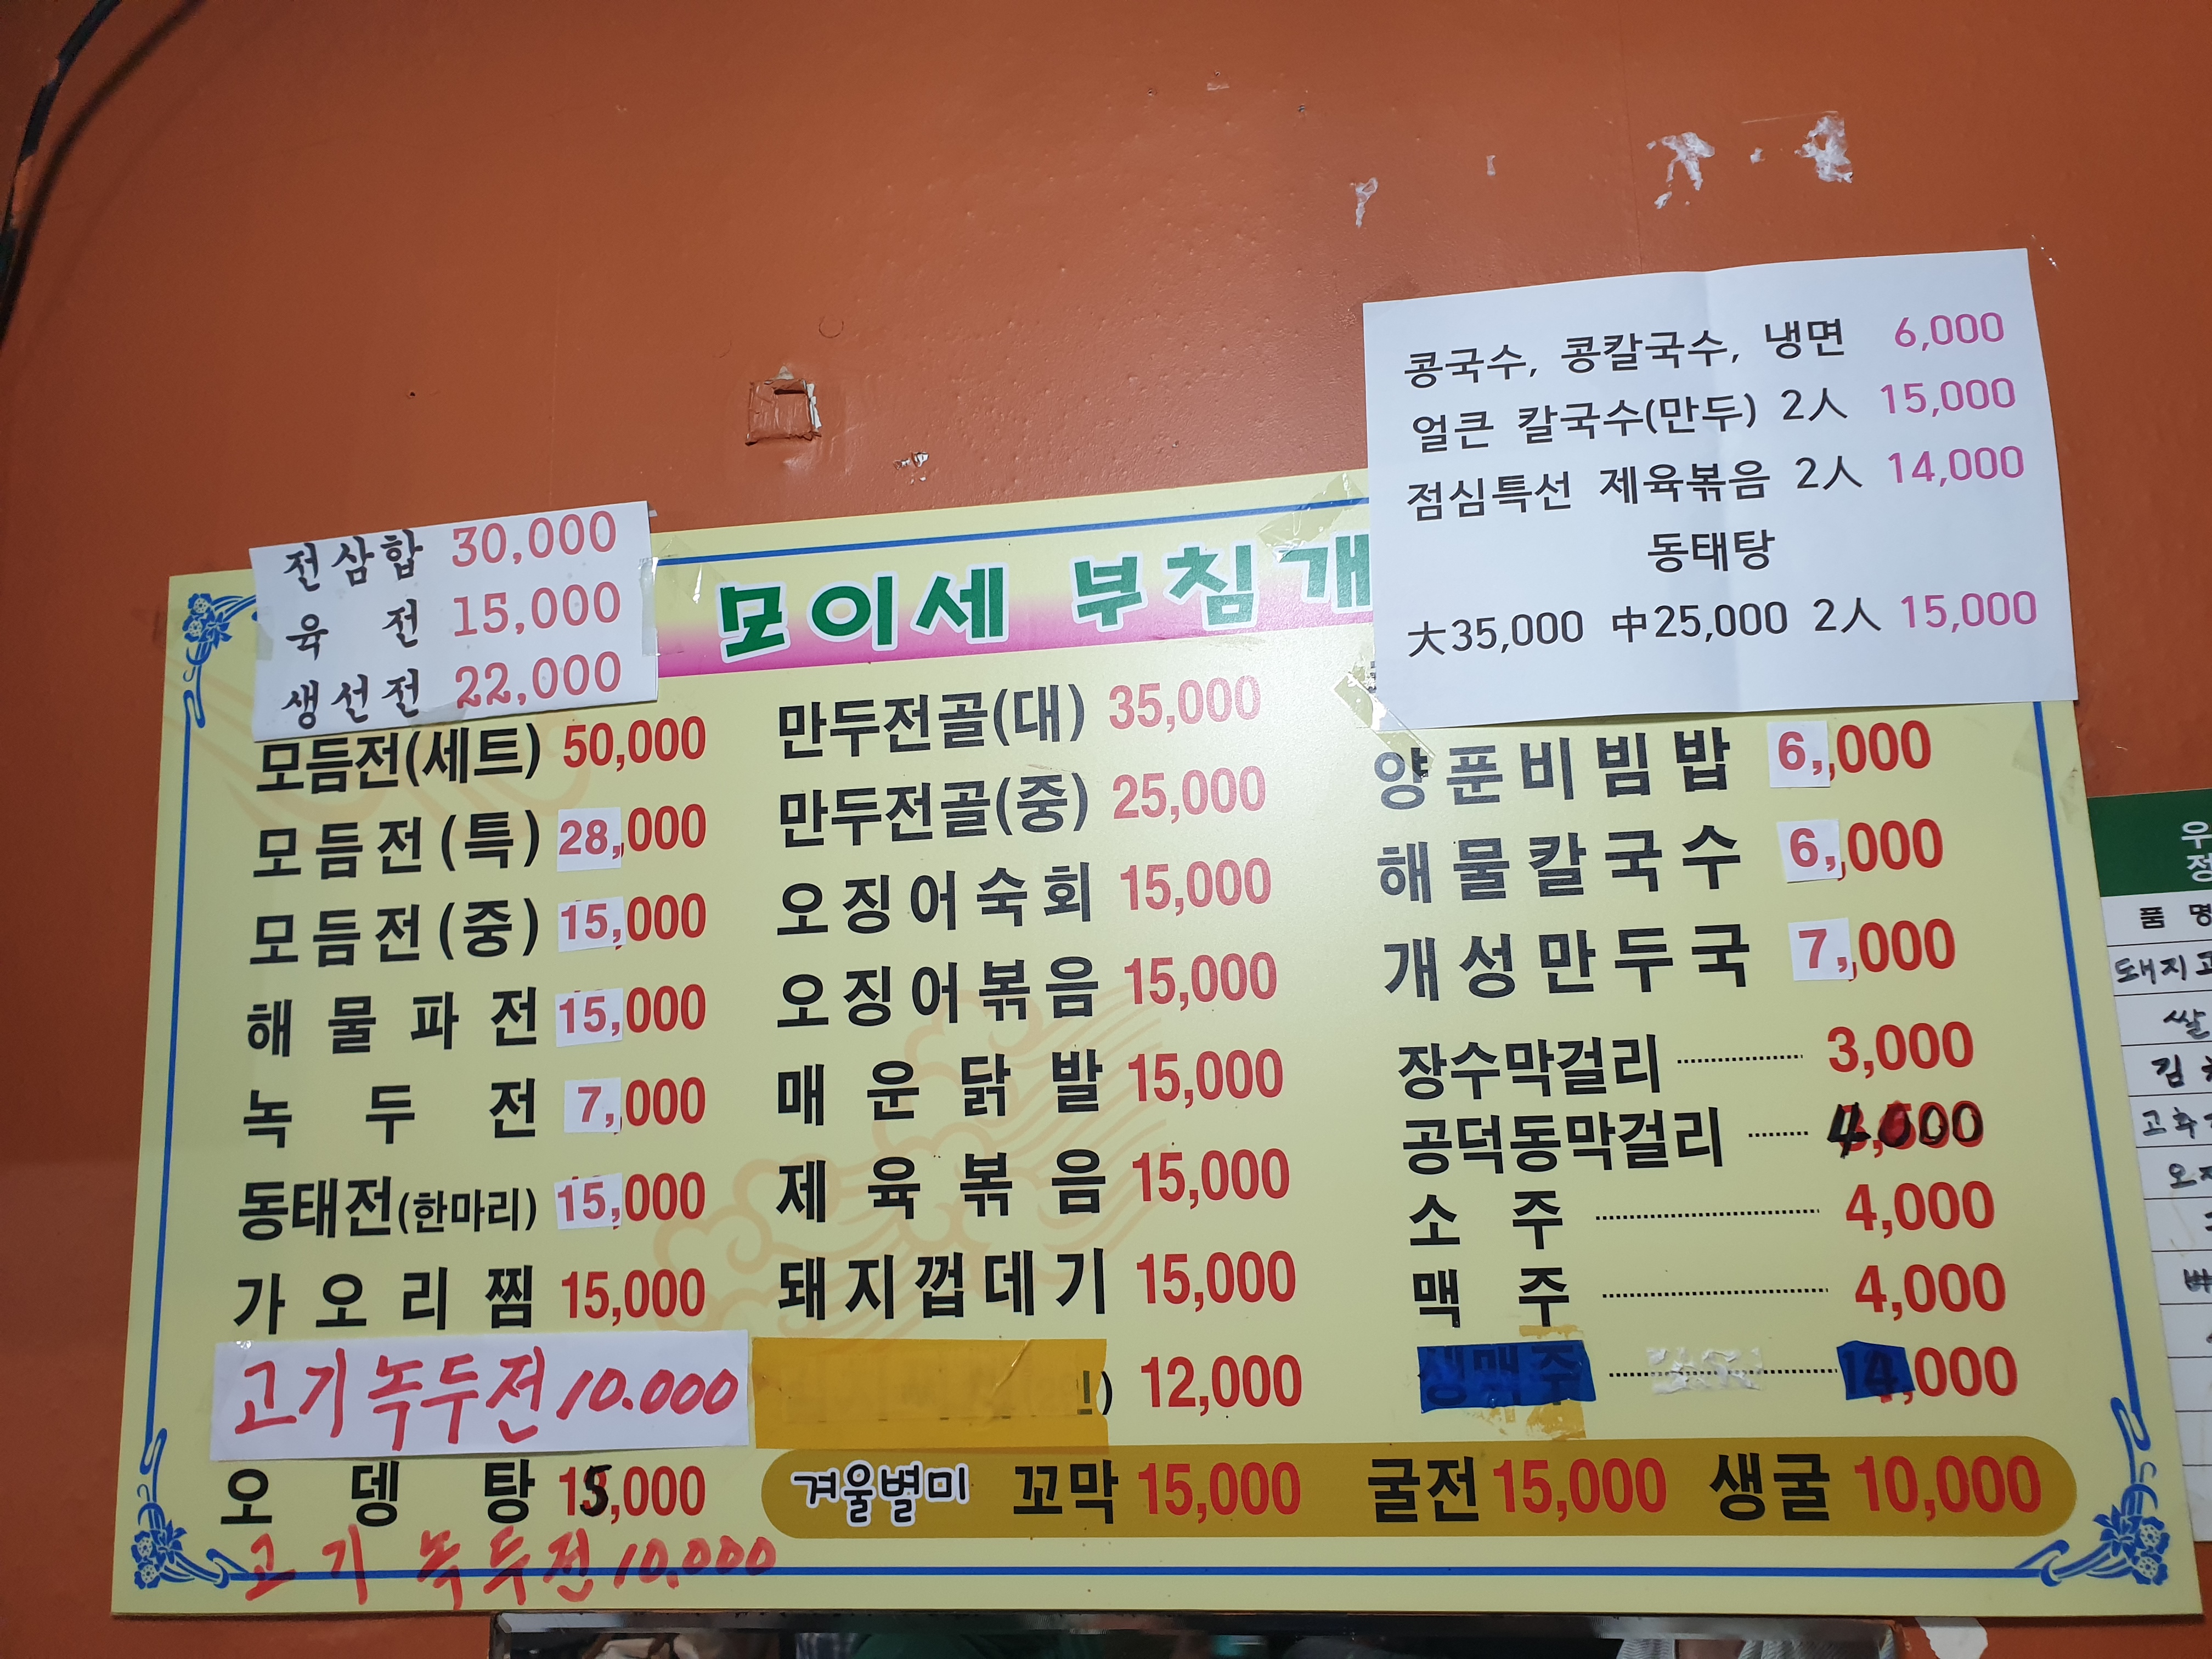 콩국수, 콩칼국수, 냉면 6,000
얼큰 칼국수(만두) 2人 15,000
점심특선 제육볶음 2人 14,000
동태탕
大35,000 中25,000 2人 15,000
전삼합 30,000
육전 15,000
생선전 22,000
모이세 부침개
모듬전(세트) 50,000
모듬전(특) 28,000
모듬전(중) 15,000
해물파전 15,000
녹두전 7,000
동태전(한마리) 15,000
가오리찜 15,000
고기녹두전 10.000
오뎅탕 15,000
고기 녹두전 10.000
만두전골(대) 35,000
만두전골(중) 25,000
오징어숙회 15,000
오징어볶음 15,000
매운닭발 15,000
제육볶음 15,000
돼지껍데기 15,000
12,000
양푼비빔밥 6,000
해물칼국수 6,000
개성만두국 7,000
장수막걸리 3,000
공덕동막걸리 4000
소주 4,000
맥주 4,000
생맥주 14,000
겨울별미 꼬막 15,000 굴전 15,000 생굴 10,000
품명
쌀